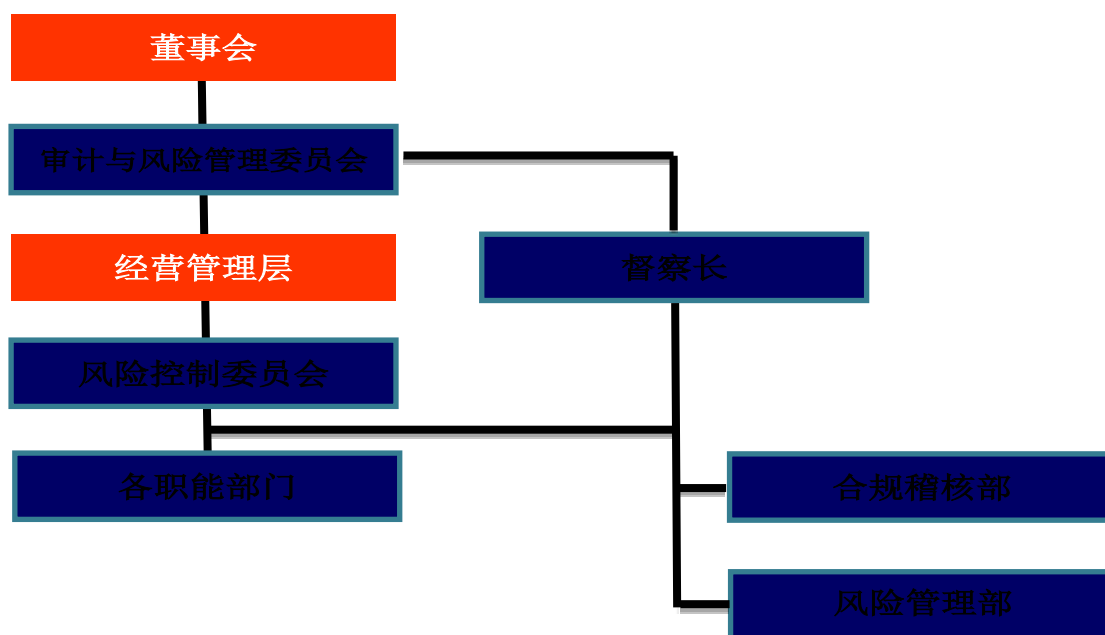 董事会
审计与风险管理委员会
经营管理层
督察长
风险控制委员会
各职能部门
合规稽核部
风险管理部